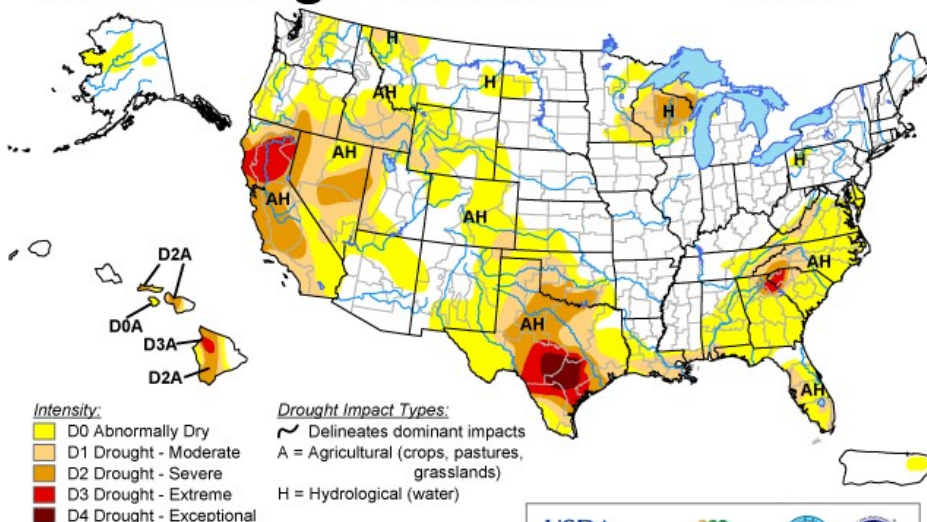 H
H
AH
H
AH
H
AH
AH
AH
D2A
AH
D0A
AH
D3A
D2A
AH
Intensity:
D0 Abnormally Dry
D1 Drought - Moderate
D2 Drought - Severe
D3 Drought - Extreme
D4 Drought - Exceptional
Drought Impact Types:
Delineates dominant impacts
A = Agricultural (crops, pastures,
grasslands)
H = Hydrological (water)